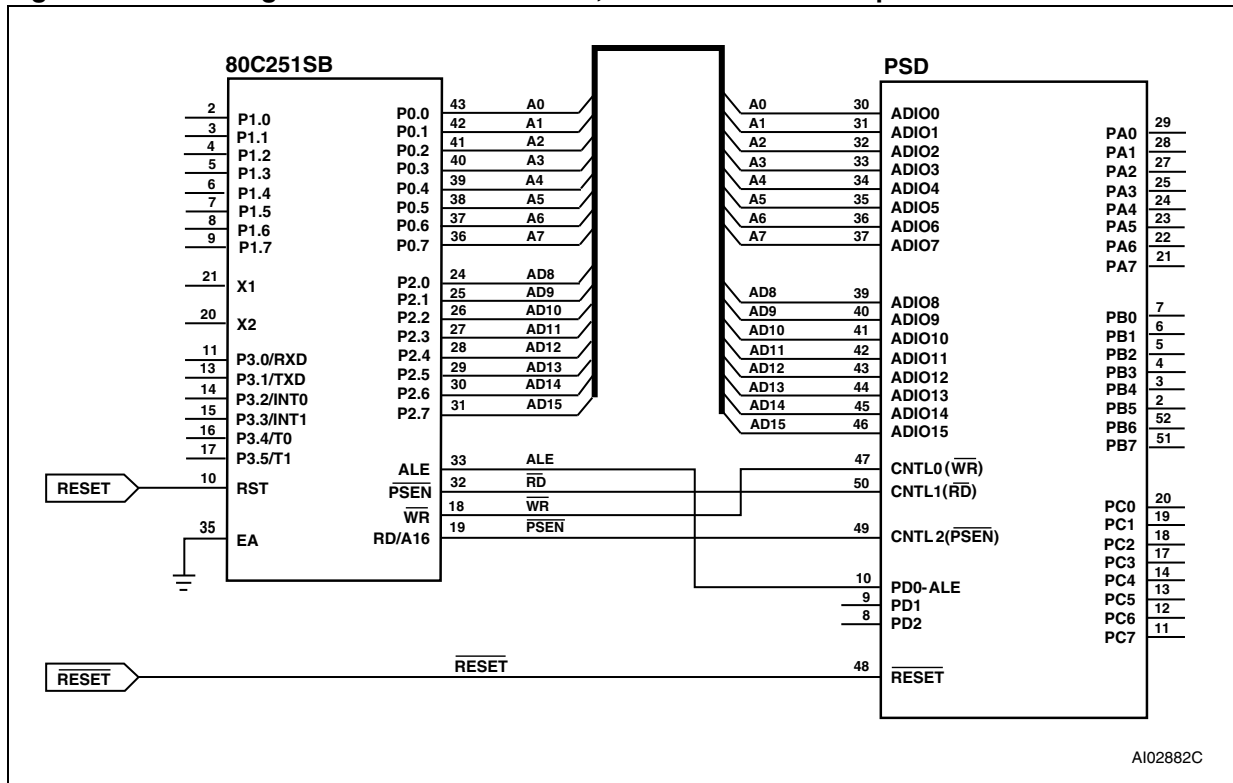 80C251SB
2 P1.0
3 P1.1
4 P1.2
5 P1.3
6 P1.4
7 P1.5
8 P1.6
9 P1.7
21 X1
20 X2
11 P3.0/RXD
13 P3.1/TXD
14 P3.2/INT0
15 P3.3/INT1
16 P3.4/T0
17 P3.5/T1
RESET 10 RST
35 EA
P0.0 43 A0
P0.1 42 A1
P0.2 41 A2
P0.3 40 A3
P0.4 39 A4
P0.5 38 A5
P0.6 37 A6
P0.7 36 A7
P2.0 24 AD8
P2.1 25 AD9
P2.2 26 AD10
P2.3 27 AD11
P2.4 28 AD12
P2.5 29 AD13
P2.6 30 AD14
P2.7 31 AD15
ALE 33 ALE
PSEN 32 RD
WR 18 WR
RD/A16 19 PSEN
PSD
A0 30 ADIO0
A1 31 ADIO1
A2 32 ADIO2
A3 33 ADIO3
A4 34 ADIO4
A5 35 ADIO5
A6 36 ADIO6
A7 37 ADIO7
AD8 39 ADIO8
AD9 40 ADIO9
AD10 41 ADIO10
AD11 42 ADIO11
AD12 43 ADIO12
AD13 44 ADIO13
AD14 45 ADIO14
AD15 46 ADIO15
47 CNTL0(WR)
50 CNTL1(RD)
49 CNTL 2(PSEN)
10 PD0-ALE
9 PD1
8 PD2
RESET RESET 48 RESET
PA0 29
PA1 28
PA2 27
PA3 25
PA4 24
PA5 23
PA6 22
PA7 21
PB0 7
PB1 6
PB2 5
PB3 4
PB4 3
PB5 2
PB6 52
PB7 51
PC0 20
PC1 19
PC2 18
PC3 17
PC4 14
PC5 13
PC6 12
PC7 11
AI02882C